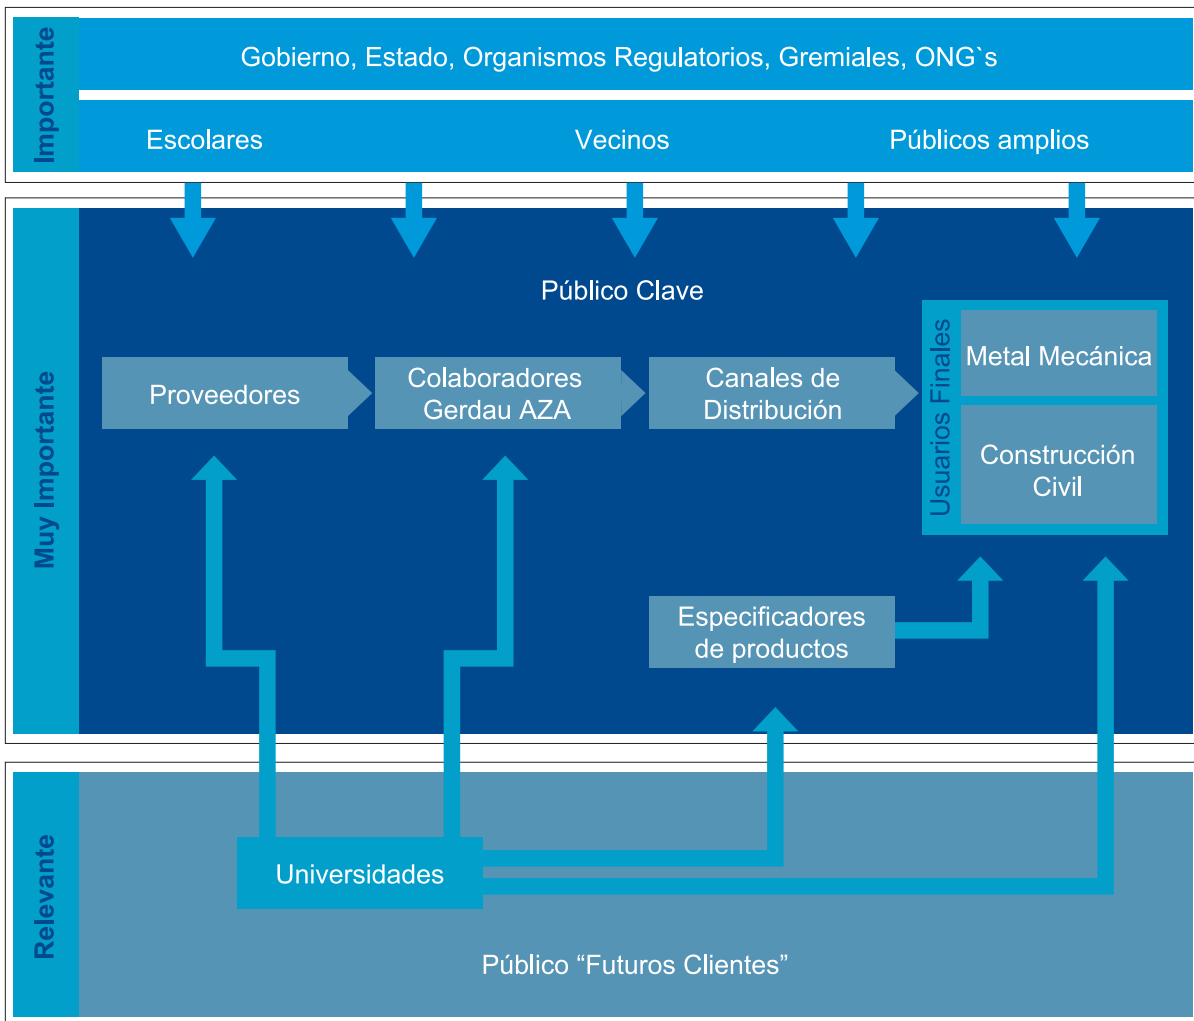 Importante
Gobierno, Estado, Organismos Regulatorios, Gremiales, ONG`s
Escolares
Vecinos
Públicos amplios
Muy Importante
Público Clave
Proveedores
Colaboradores
Gerdau AZA
Canales de
Distribución
Usuarios Finales
Metal Mecánica
Construcción
Civil
Especificadores
de productos
Relevante
Universidades
Público “Futuros Clientes”